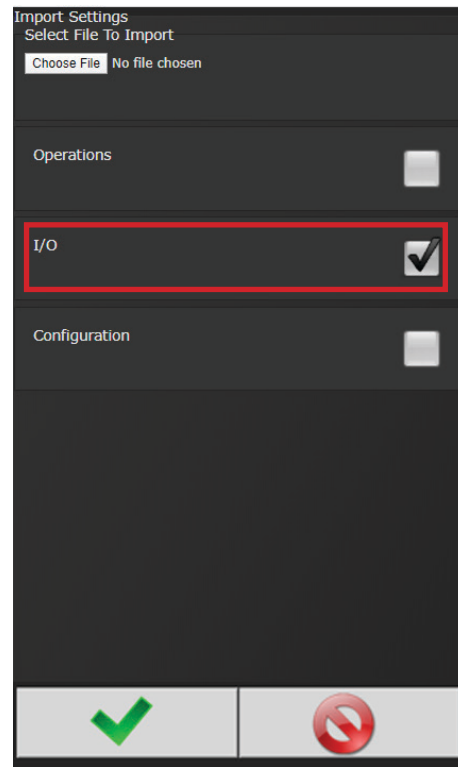 Import Settings
Select File To Import
Choose File No file chosen
Operations
I/O
Configuration